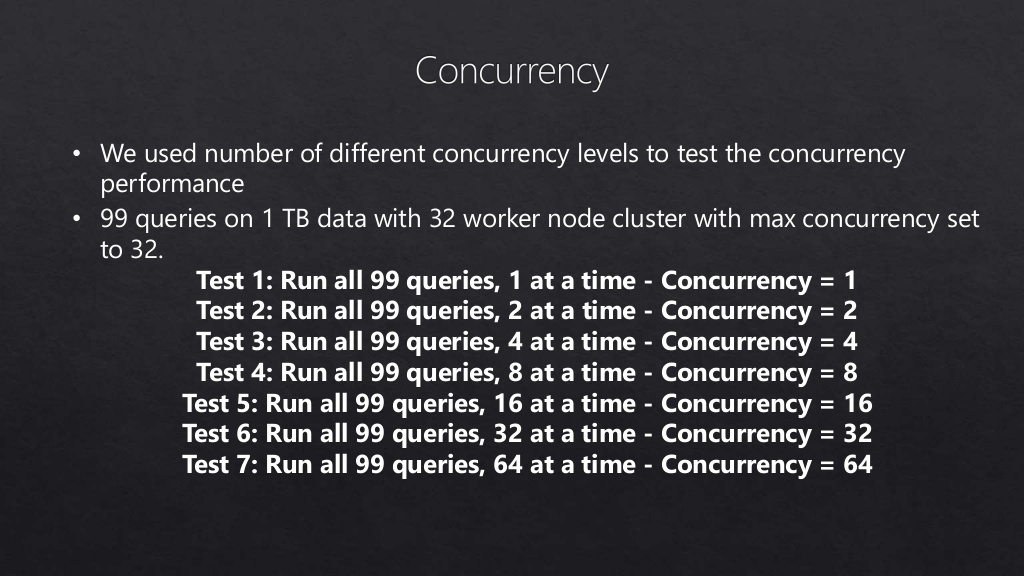 Concurrency
• We used number of different concurrency levels to test the concurrency
performance
• 99 queries on 1 TB data with 32 worker node cluster with max concurrency set
to 32.
Test 1: Run all 99 queries, 1 at a time - Concurrency = 1
Test 2: Run all 99 queries, 2 at a time - Concurrency = 2
Test 3: Run all 99 queries, 4 at a time - Concurrency = 4
Test 4: Run all 99 queries, 8 at a time - Concurrency = 8
Test 5: Run all 99 queries, 16 at a time - Concurrency = 16
Test 6: Run all 99 queries, 32 at a time - Concurrency = 32
Test 7: Run all 99 queries, 64 at a time - Concurrency = 64